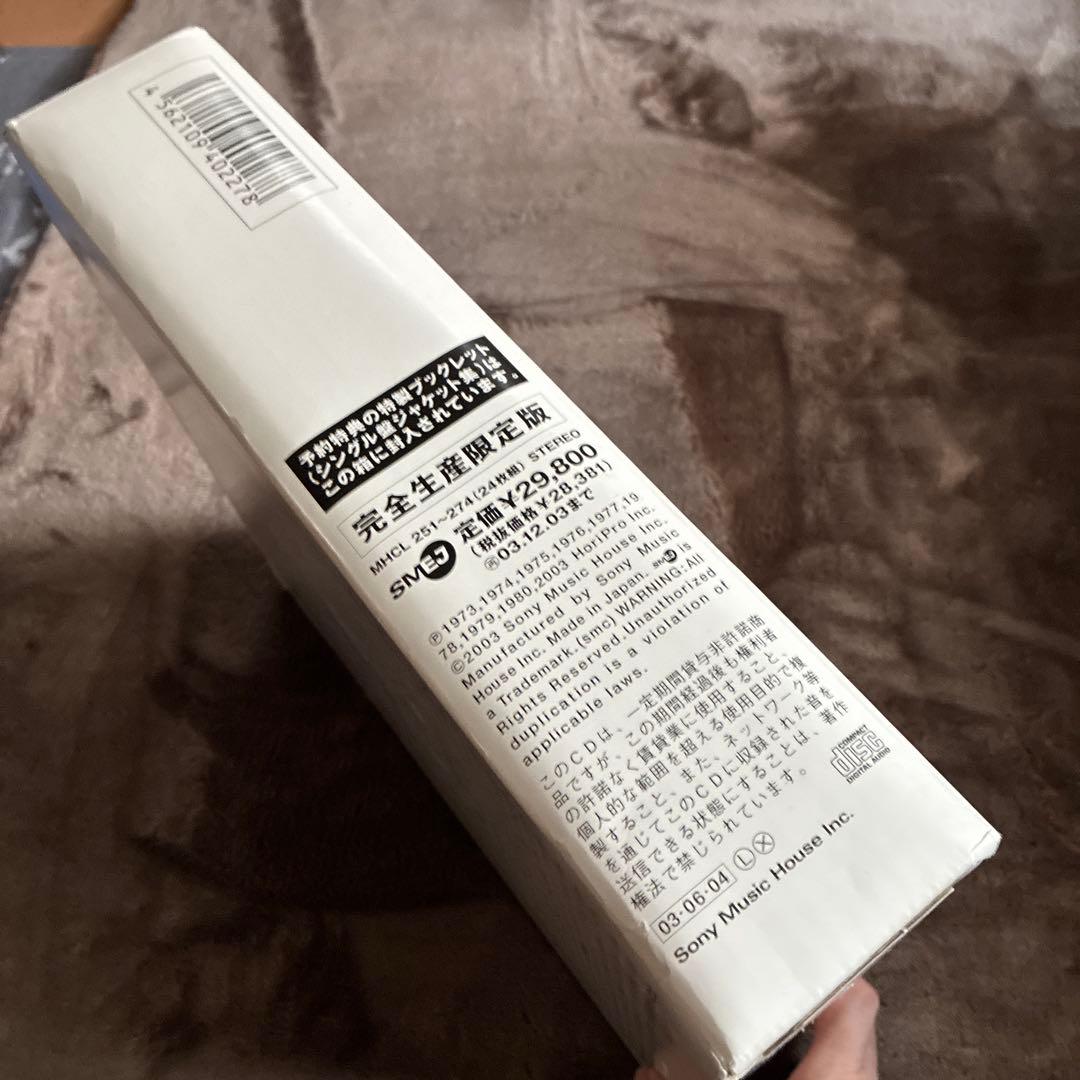 4 562109 402278
予約特典の特製ブックレット
(シングル盤ジャケット集)は
この箱に封入されています。
完全生産限定版
MHCL 251~274(24枚組) STEREO
SMEJ 定価¥29,800
(税抜価格¥28,381)
㋐03.12.03まで
Ⓟ1973,1974,1975,1976,1977,19
78,1979,1980,2003 HoriPro Inc.
©2003 Sony Music House Inc.
Manufactured by Sony Music
House Inc. Made in Japan. SMEJ is
a Trademark.(smc) WARNING:All
Rights Reserved.Unauthorized
duplication is a violation of
applicable laws.
このCDは、一定期間貸与非許諾商
品ですが、この期間経過後も権利者
の許諾なく賃貸業に使用すること、
個人的な範囲を超える使用目的で複
製すること、また、ネットワーク等
を通じてこのCDに収録された音を
送信できる状態にすることは、著作
権法で禁じられています。
COMPACT
disc
DIGITAL AUDIO
03・06・04 Ⓛ Ⓧ
Sony Music House Inc.